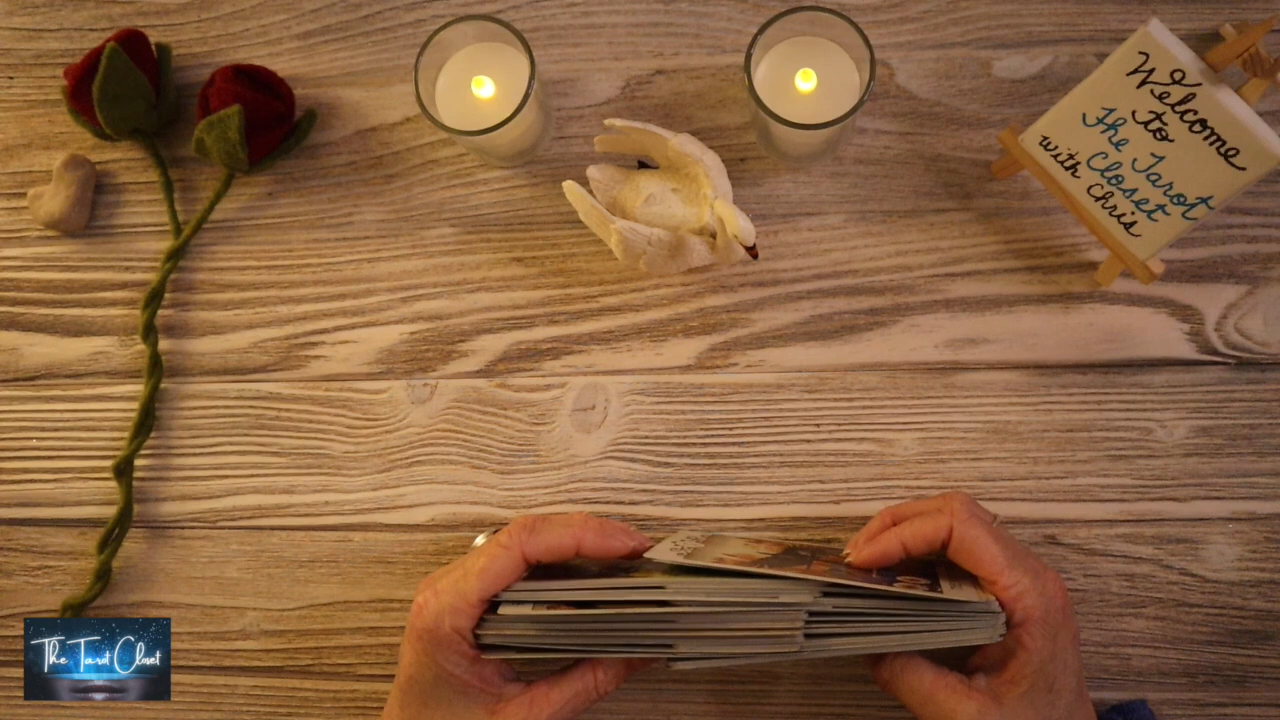 Welcome
to
The Tarot
Closet
with Chris
The Tarot Closet